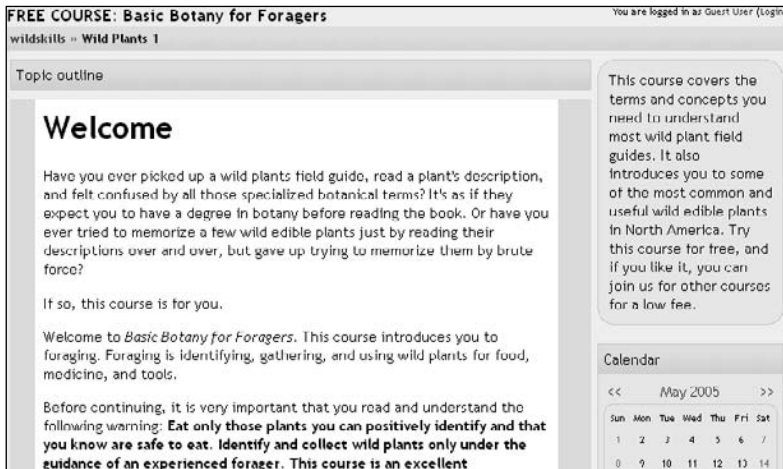 FREE COURSE: Basic Botany for Foragers
You are logged in as Guest User (Login
wildskills » Wild Plants 1
Topic outline
Welcome
Have you ever picked up a wild plants field guide, read a plant's description,
and felt confused by all those specialized botanical terms? It's as if they
expect you to have a degree in botany before reading the book. Or have you
ever tried to memorize a few wild edible plants just by reading their
descriptions over and over, but gave up trying to memorize them by brute
force?
If so, this course is for you.
Welcome to Basic Botany for Foragers. This course introduces you to
foraging. Foraging is identifying, gathering, and using wild plants for food,
medicine, and tools.
Before continuing, it is very important that you read and understand the
following warning: Eat only those plants you can positively identify and that
you know are safe to eat. Identify and collect wild plants only under the
guidance of an experienced forager. This course is an excellent
This course covers the
terms and concepts you
need to understand
most wild plant field
guides. It also
introduces you to some
of the most common and
useful wild edible plants
in North America. Try
this course for free, and
if you like it, you can
join us for other courses
for a low fee.
Calendar
<< May 2005 >>
Sun Mon Tue Wed Thu Fri Sat
1 2 3 4 5 6 7
8 9 10 11 12 13 14